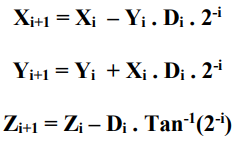 Xi+1 = Xi – Yi . Di . 2-i
Yi+1 = Yi + Xi . Di . 2-i
Zi+1 = Zi – Di . Tan-1(2-i)